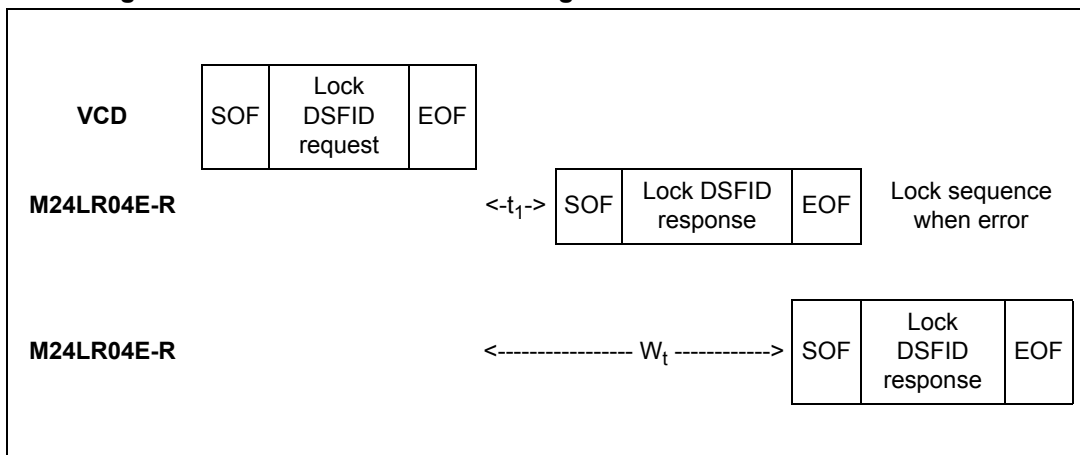 VCD
SOF
Lock
DSFID
request
EOF
M24LR04E-R
<-t1->
SOF
Lock DSFID
response
EOF
Lock sequence
when error
M24LR04E-R
<----------------- Wt ------------>
SOF
Lock
DSFID
response
EOF